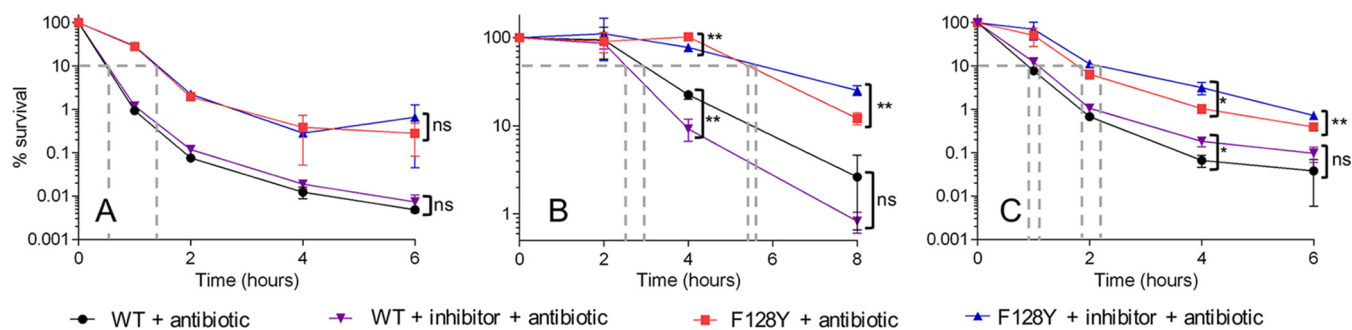 % survival
100
10
1
0.1
0.01
0.001
A
ns
ns
0 2 4 6
Time (hours)
100
10
1
B
**
**
**
ns
0 2 4 6 8
Time (hours)
100
10
1
0.1
0.01
0.001
C
*
**
*
ns
0 2 4 6
Time (hours)
WT + antibiotic WT + inhibitor + antibiotic F128Y + antibiotic F128Y + inhibitor + antibiotic